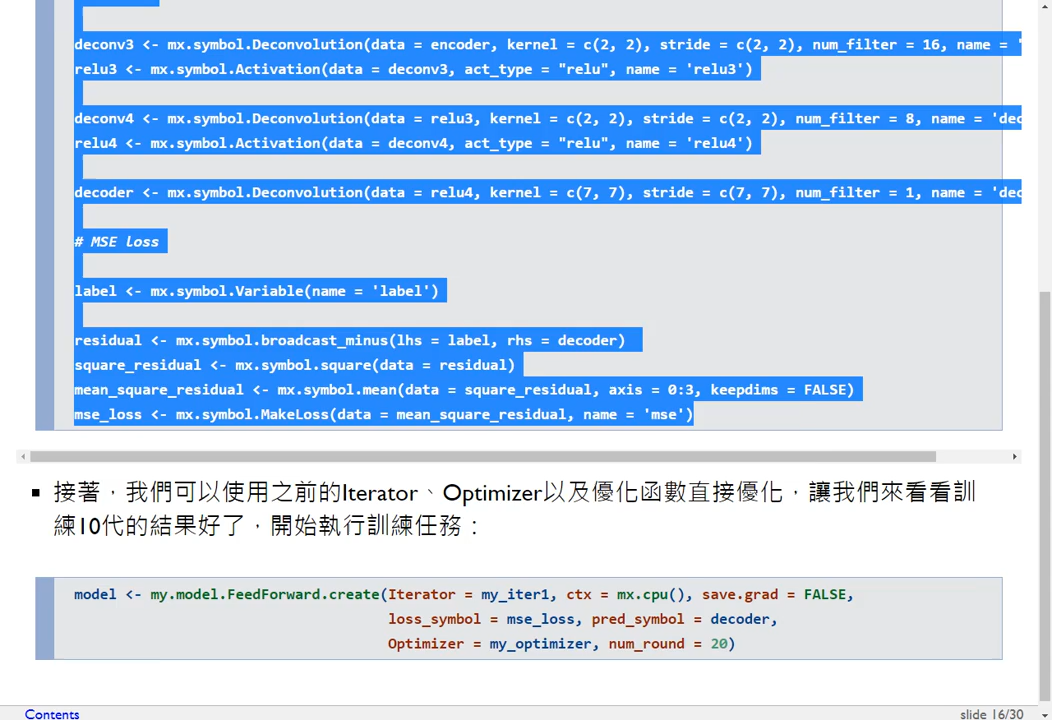 deconv3 <- mx.symbol.Deconvolution(data = encoder, kernel = c(2, 2), stride = c(2, 2), num_filter = 16, name = '
relu3 <- mx.symbol.Activation(data = deconv3, act_type = "relu", name = 'relu3')
deconv4 <- mx.symbol.Deconvolution(data = relu3, kernel = c(2, 2), stride = c(2, 2), num_filter = 8, name = 'dec
relu4 <- mx.symbol.Activation(data = deconv4, act_type = "relu", name = 'relu4')
decoder <- mx.symbol.Deconvolution(data = relu4, kernel = c(7, 7), stride = c(7, 7), num_filter = 1, name = 'dec
# MSE loss
label <- mx.symbol.Variable(name = 'label')
residual <- mx.symbol.broadcast_minus(lhs = label, rhs = decoder)
square_residual <- mx.symbol.square(data = residual)
mean_square_residual <- mx.symbol.mean(data = square_residual, axis = 0:3, keepdims = FALSE)
mse_loss <- mx.symbol.MakeLoss(data = mean_square_residual, name = 'mse')
▪ 接著，我們可以使用之前的Iterator、Optimizer以及優化函數直接優化，讓我們來看看訓
練10代的結果好了，開始執行訓練任務：
model <- my.model.FeedForward.create(Iterator = my_iter1, ctx = mx.cpu(), save.grad = FALSE,
loss_symbol = mse_loss, pred_symbol = decoder,
Optimizer = my_optimizer, num_round = 20)
Contents
slide 16/30